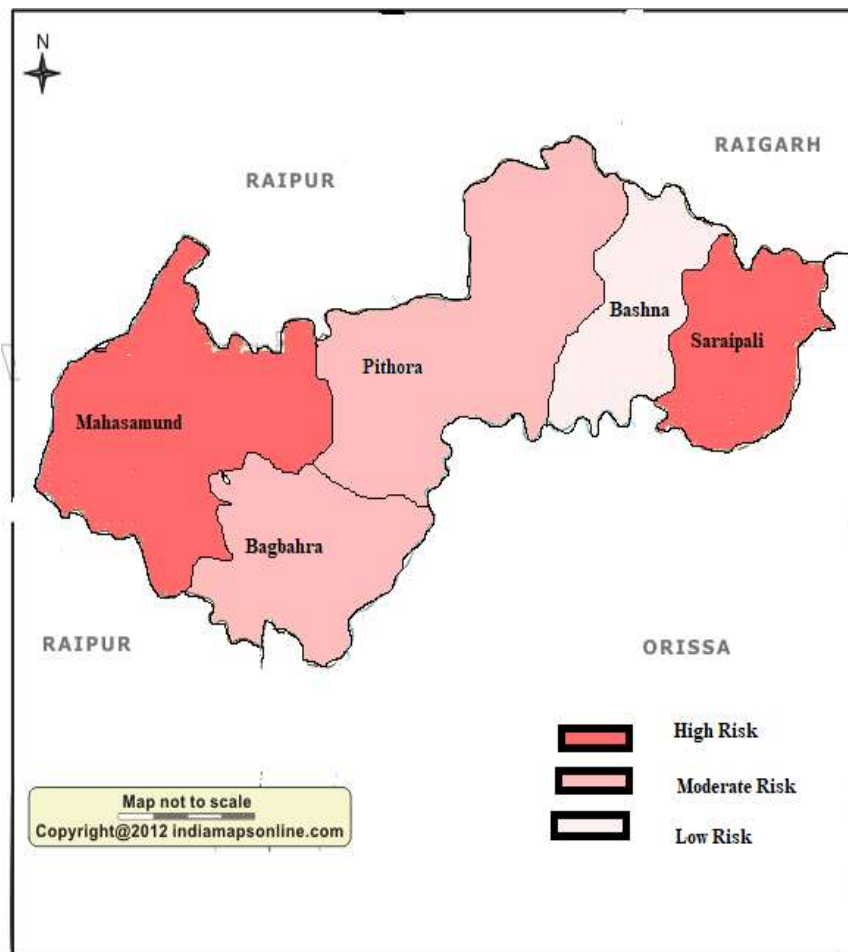 N
RAIGARH
RAIPUR
Bashna
Saraipali
Pithora
Mahasamund
Bagbahra
RAIPUR
ORISSA
High Risk
Moderate Risk
Low Risk
Map not to scale
Copyright@2012 indiamapsonline.com